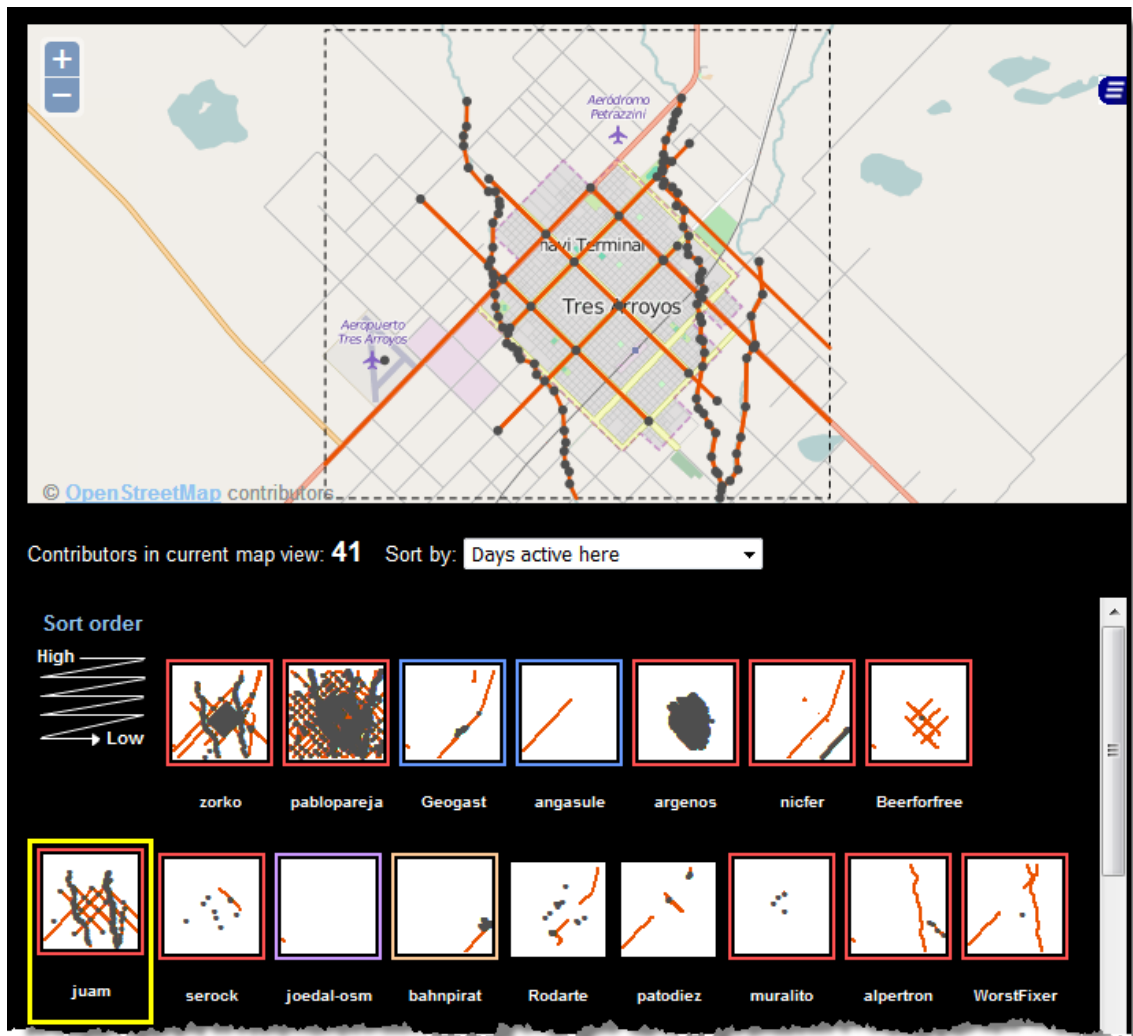 +
−
Aeródromo
Petrazzini
navi Terminal
Tres Arroyos
Aeropuerto
Tres Arroyos
© OpenStreetMap contributors
Contributors in current map view: 41 Sort by: Days active here
Sort order
High
Low
zorko pablopareja Geogast angasule argenos nicfer Beerforfree
juam serock joedal-osm bahnpirat Rodarte patodiez muralito alpertron WorstFixer